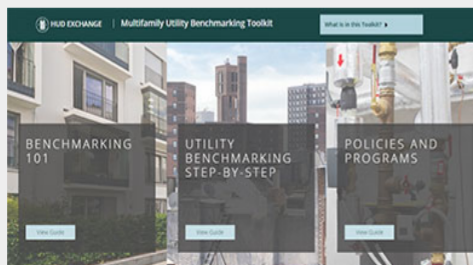 HUD EXCHANGE | Multifamily Utility Benchmarking Toolkit
What is in this Toolkit?
BENCHMARKING
101
View Guide
UTILITY
BENCHMARKING
STEP-BY-STEP
View Guide
POLICIES AND
PROGRAMS
View Guide